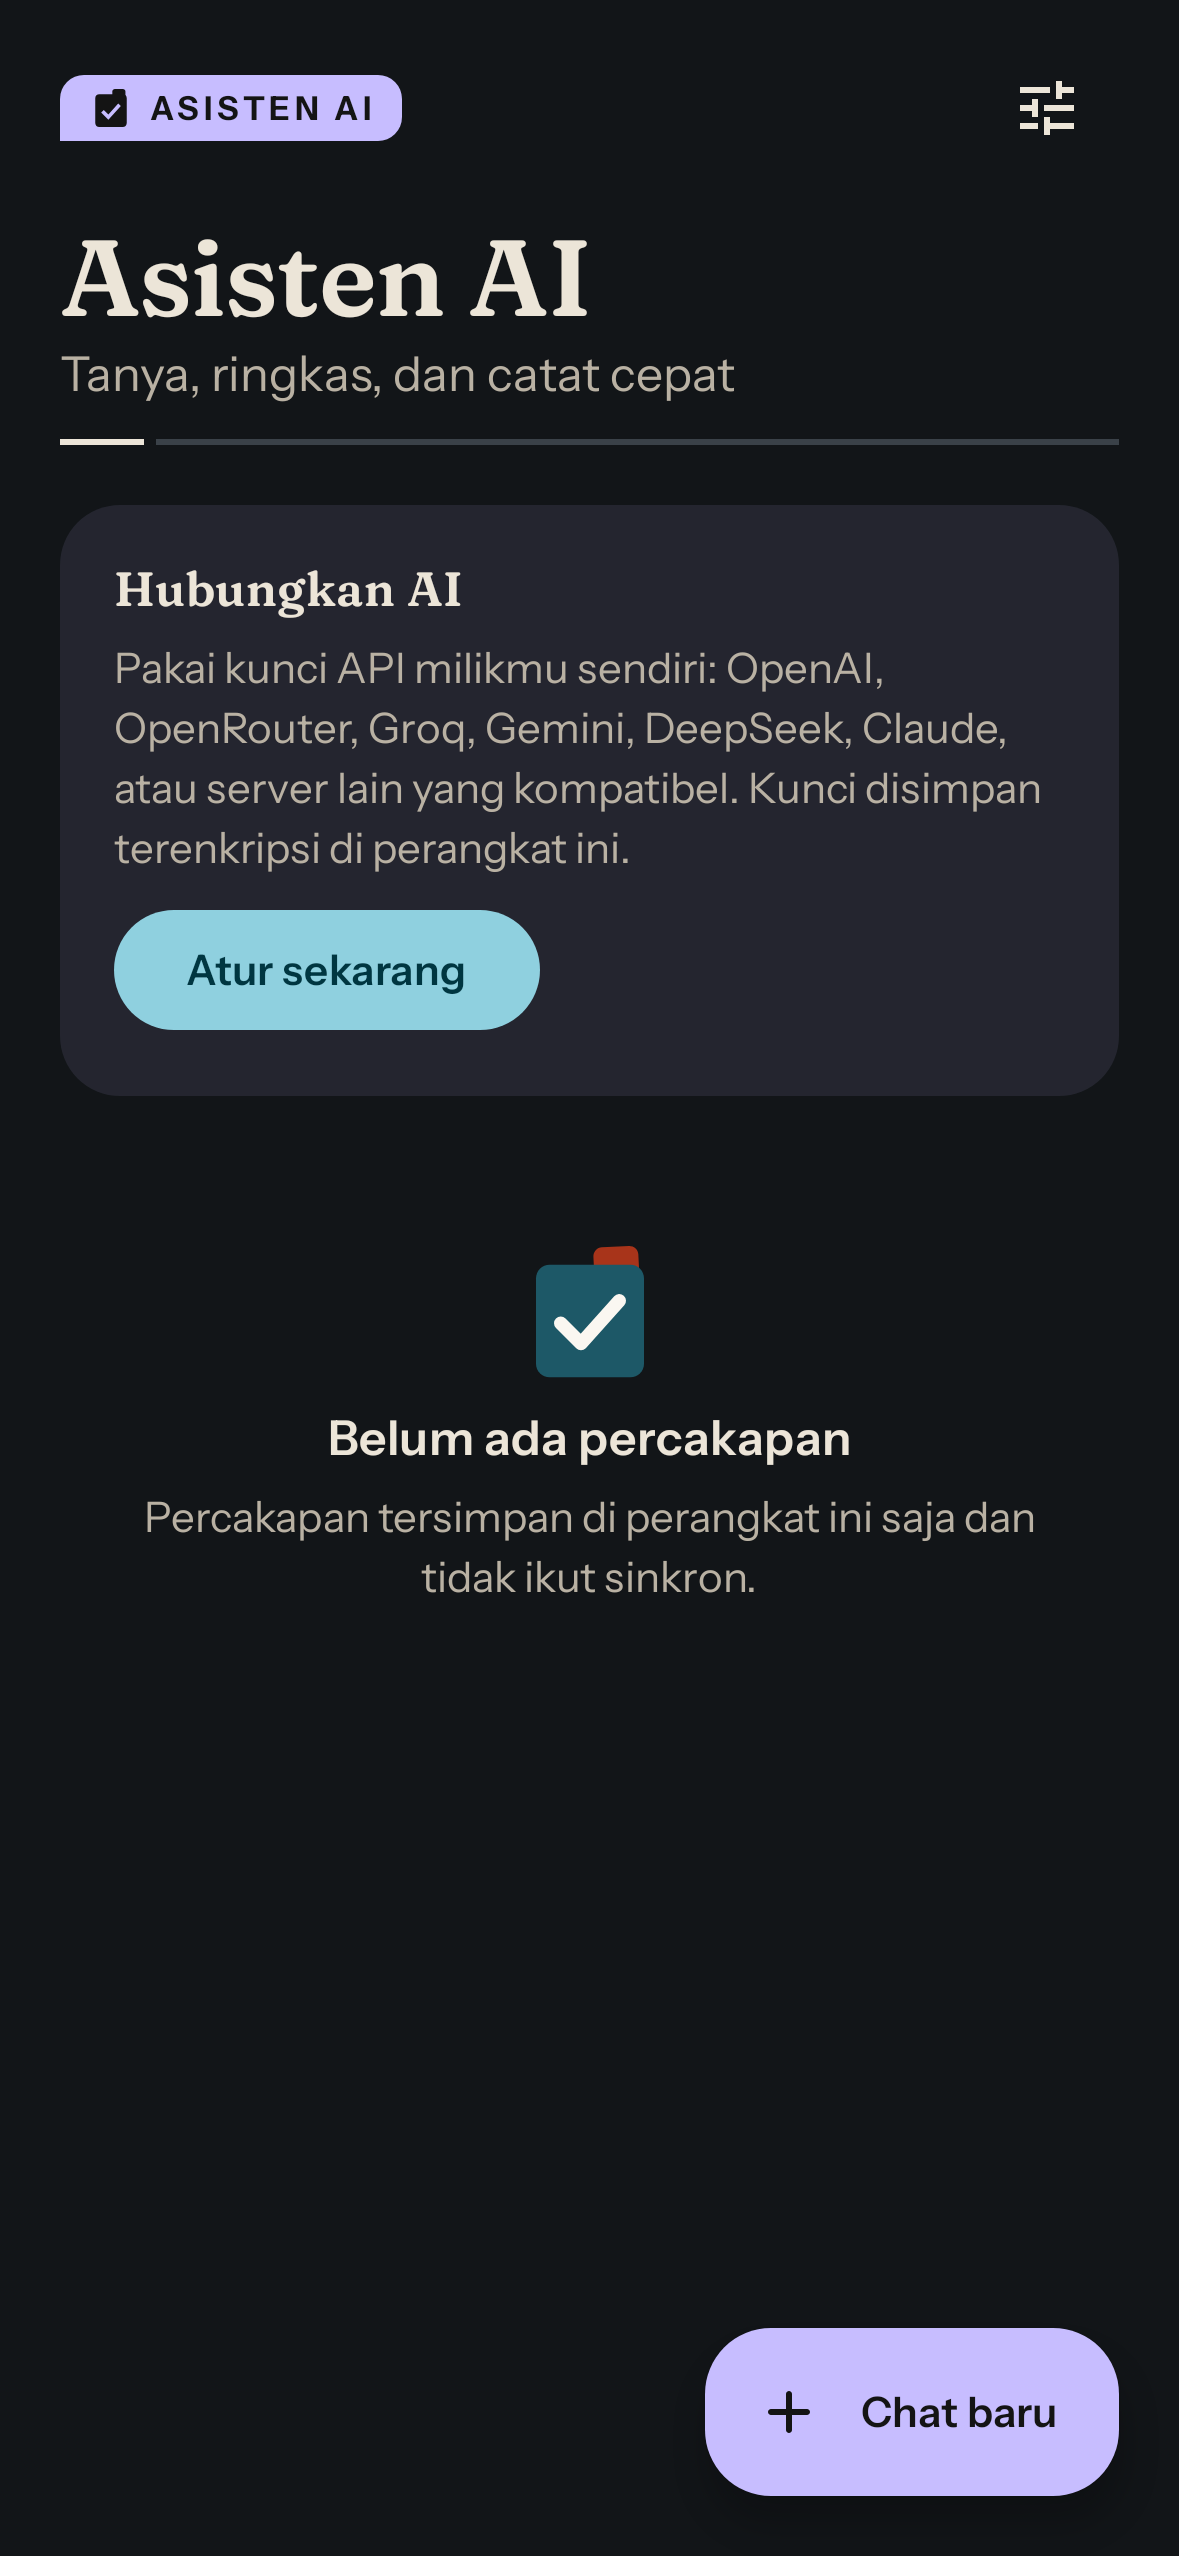 ASISTEN AI
Asisten AI
Tanya, ringkas, dan catat cepat
Hubungkan AI
Pakai kunci API milikmu sendiri: OpenAI,
OpenRouter, Groq, Gemini, DeepSeek, Claude,
atau server lain yang kompatibel. Kunci disimpan
terenkripsi di perangkat ini.
Atur sekarang
Belum ada percakapan
Percakapan tersimpan di perangkat ini saja dan
tidak ikut sinkron.
Chat baru